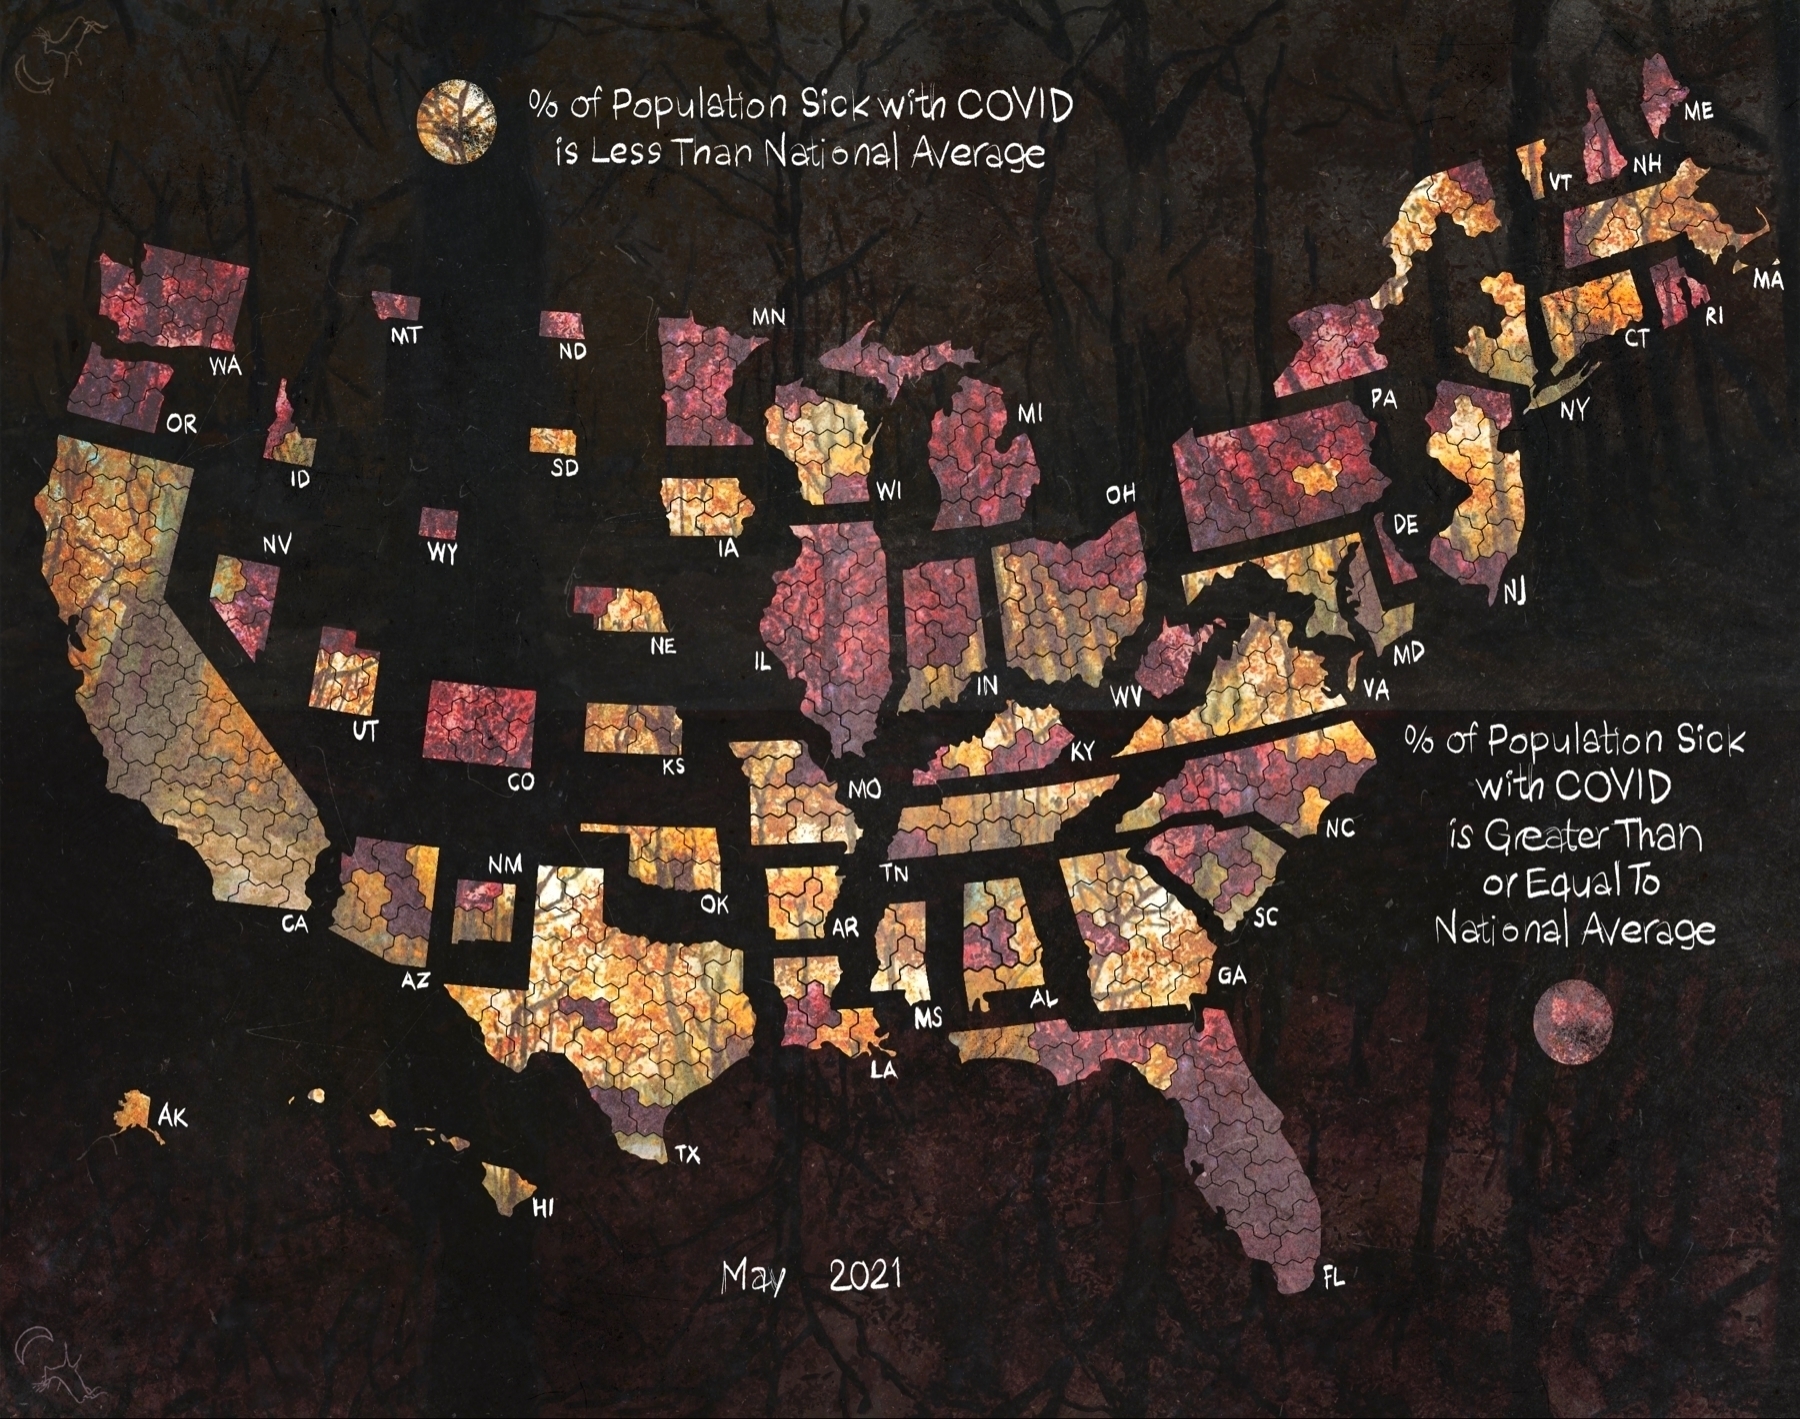 % of Population Sick with COVID
is Less Than National Average
ME
NH
VT
MA
RI
CT
NY
WA
MT
ND
MN
OR
ID
SD
MI
PA
WI
OH
NV
WY
IA
DE
NJ
NE
IL
IN
WV
MD
VA
UT
CO
KS
MO
KY
% of Population Sick
with COVID
is Greater Than
or Equal To
National Average
NC
NM
TN
CA
OK
AR
SC
AZ
GA
AL
MS
LA
AK
TX
HI
FL
May 2021